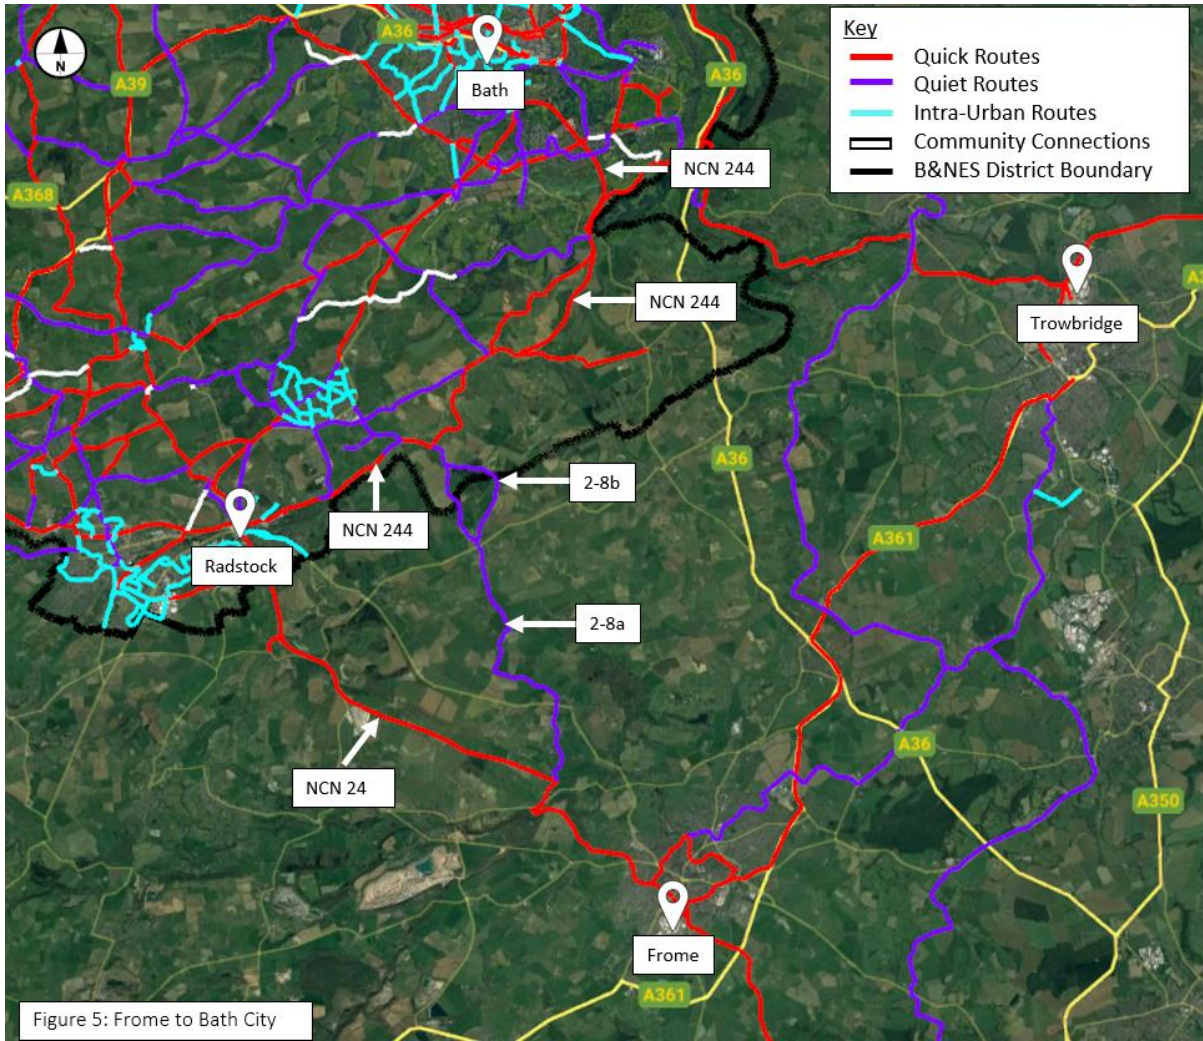 N
A36
Bath
A39
A36
Key
Quick Routes
Quiet Routes
Intra-Urban Routes
Community Connections
B&NES District Boundary
NCN 244
A368
NCN 244
Trowbridge
A36
2-8b
NCN 244
A361
Radstock
2-8a
NCN 24
A36
A350
Frome
A361
Figure 5: Frome to Bath City